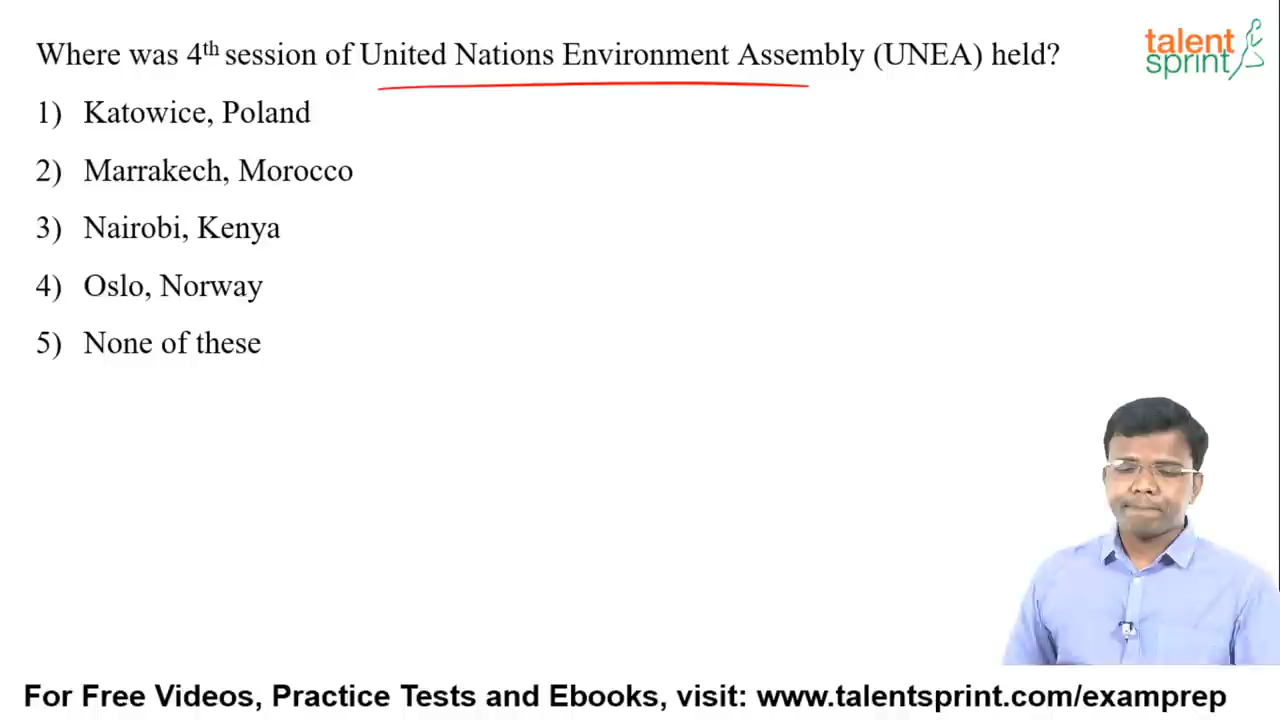 Where was 4th session of United Nations Environment Assembly (UNEA) held?
1) Katowice, Poland
2) Marrakech, Morocco
3) Nairobi, Kenya
4) Oslo, Norway
5) None of these
talent
sprint
For Free Videos, Practice Tests and Ebooks, visit: www.talentsprint.com/examprep